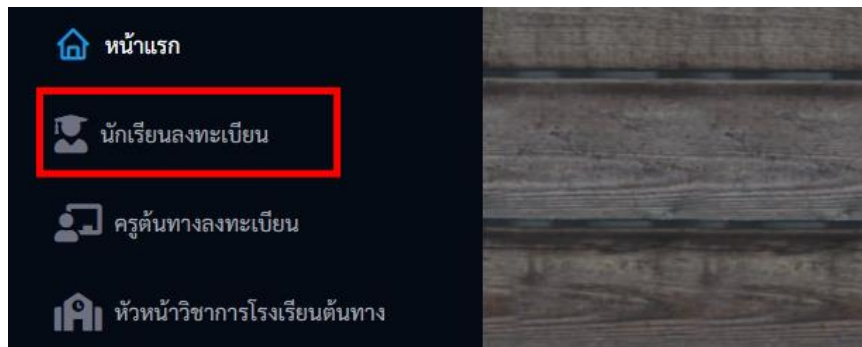 หน้าแรก
นักเรียนลงทะเบียน
ครูต้นทางลงทะเบียน
หัวหน้าวิชาการโรงเรียนต้นทาง